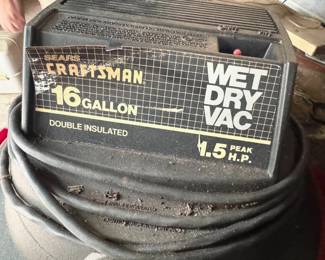 SEARS
CRAFTSMAN
16 GALLON
DOUBLE INSULATED
WET
DRY
VAC
1.5 PEAK
H.P.